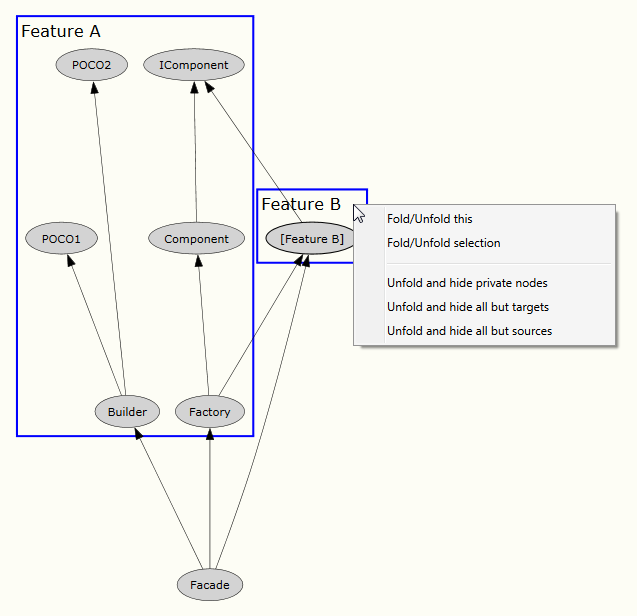 Feature A
POCO2
IComponent
Feature B
POCO1
Component
[Feature B]
Fold/Unfold this
Fold/Unfold selection
Unfold and hide private nodes
Unfold and hide all but targets
Unfold and hide all but sources
Builder
Factory
Facade